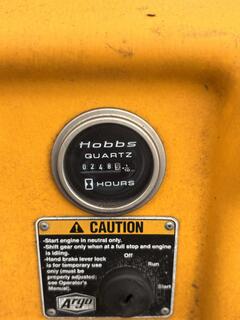 Hobbs
QUARTZ
0248
HOURS
CAUTION
-Start engine in neutral only.
-Shift gear only when at a full stop and engine
is idling.
-Hand brake lever lock
is for temporary use
only (must be
properly adjusted,
see Operator's
Manual).
Off
Run
Start
Argo